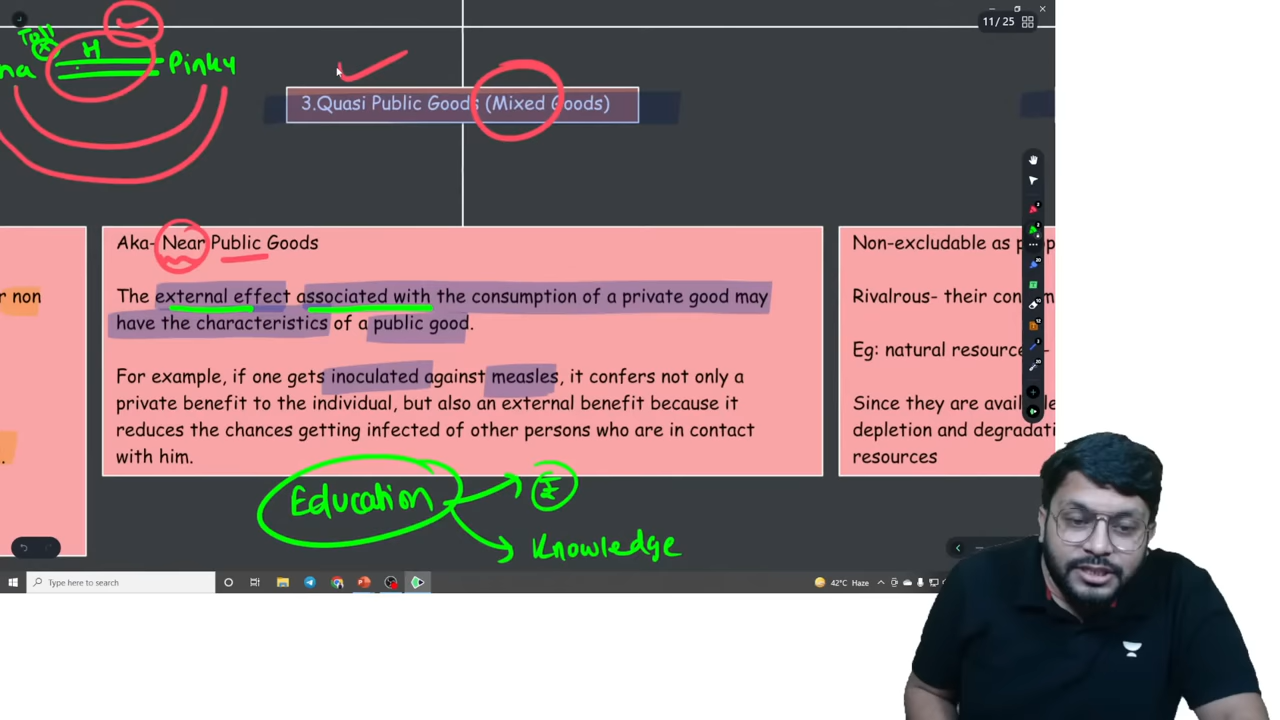 11/25
Toll
H
na
Pinky
3.Quasi Public Goods (Mixed Goods)
r non
Aka- Near Public Goods
The external effect associated with the consumption of a private good may
have the characteristics of a public good.
For example, if one gets inoculated against measles, it confers not only a
private benefit to the individual, but also an external benefit because it
reduces the chances getting infected of other persons who are in contact
with him.
Non-excludable as
Rivalrous- their
Eg: natural
Since they are
depletion and
resources
Education
₹
Knowledge
Type here to search
42°C Haze